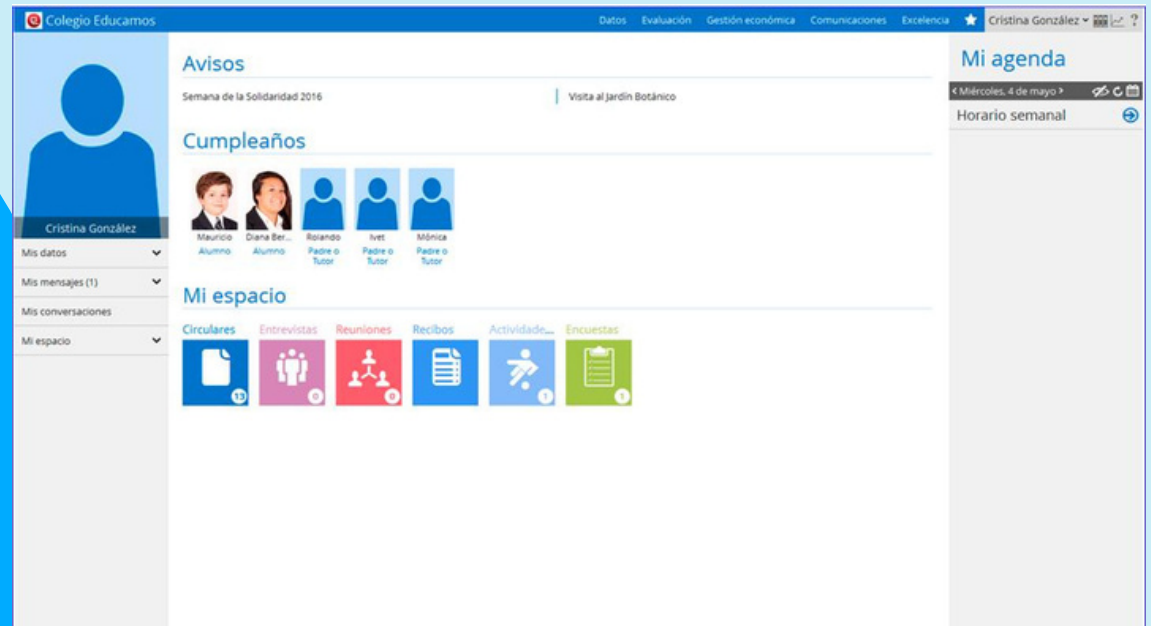 Colegio Educamos
Datos Evaluación Gestión económica Comunicaciones Excelencia Cristina González ?
Cristina González
Mis datos
Mis mensajes (1)
Mis conversaciones
Mi espacio
Avisos
Semana de la Solidaridad 2016
Visita al Jardín Botánico
Cumpleaños
Mauricio Diana Ber... Rolando Ivet Mónica
Alumno Alumno Padre o Padre o Padre o
Tutor Tutor Tutor
Mi espacio
Circulares Entrevistas Reuniones Recibos Actividade... Encuestas
13 0 0 1 1
Mi agenda
< Miércoles, 4 de mayo >
Horario semanal